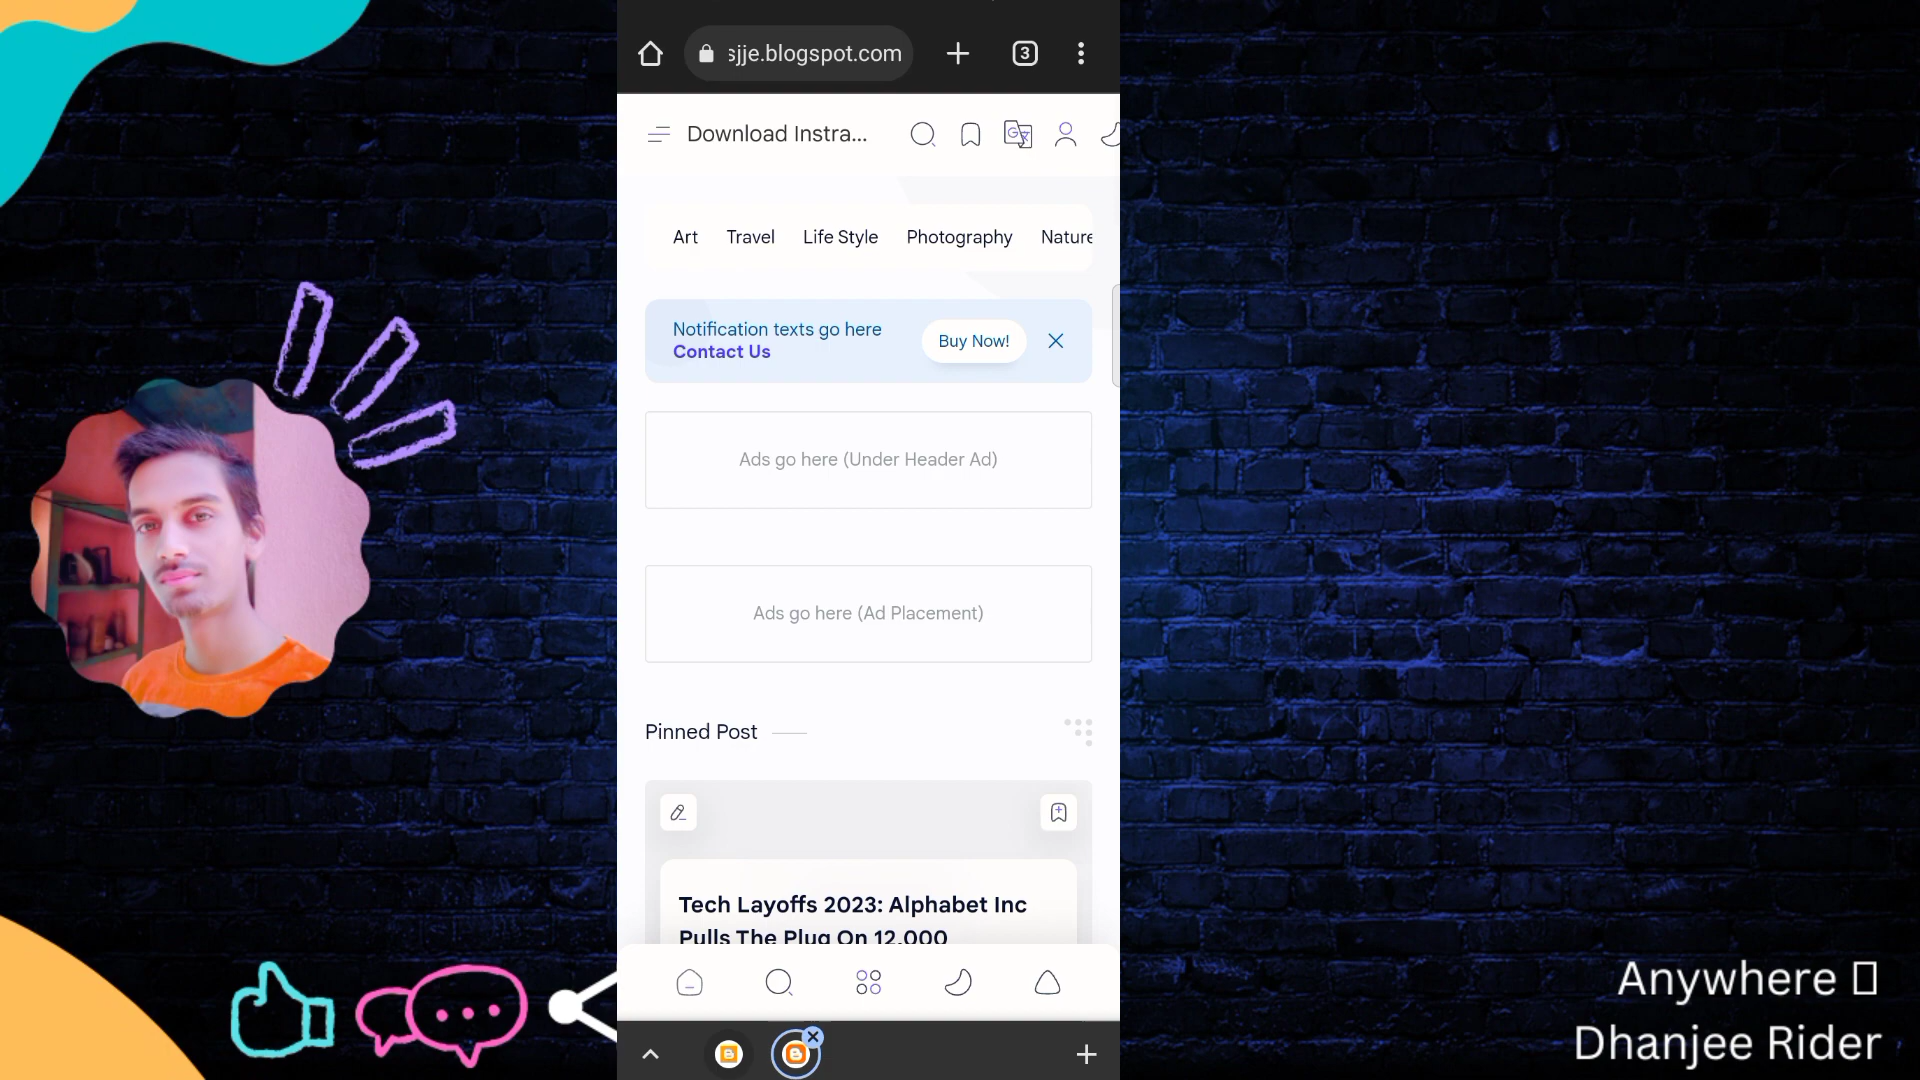 sjje.blogspot.com
3
Download Instra...
Art Travel Life Style Photography Nature
Notification texts go here
Contact Us
Buy Now!
Ads go here (Under Header Ad)
Ads go here (Ad Placement)
Pinned Post
Tech Layoffs 2023: Alphabet Inc
Pulls The Plug On 12,000
Anywhere
Dhanjee Rider